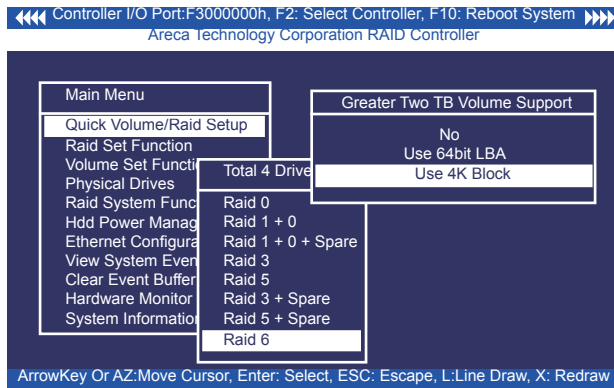 Controller I/O Port:F3000000h, F2: Select Controller, F10: Reboot System
Areca Technology Corporation RAID Controller
Main Menu
Quick Volume/Raid Setup
Raid Set Function
Volume Set Functi
Physical Drives
Raid System Func
Hdd Power Manag
Ethernet Configura
View System Even
Clear Event Buffer
Hardware Monitor
System Information
Total 4 Drive
Raid 0
Raid 1 + 0
Raid 1 + 0 + Spare
Raid 3
Raid 5
Raid 3 + Spare
Raid 5 + Spare
Raid 6
Greater Two TB Volume Support
No
Use 64bit LBA
Use 4K Block
ArrowKey Or AZ:Move Cursor, Enter: Select, ESC: Escape, L:Line Draw, X: Redraw